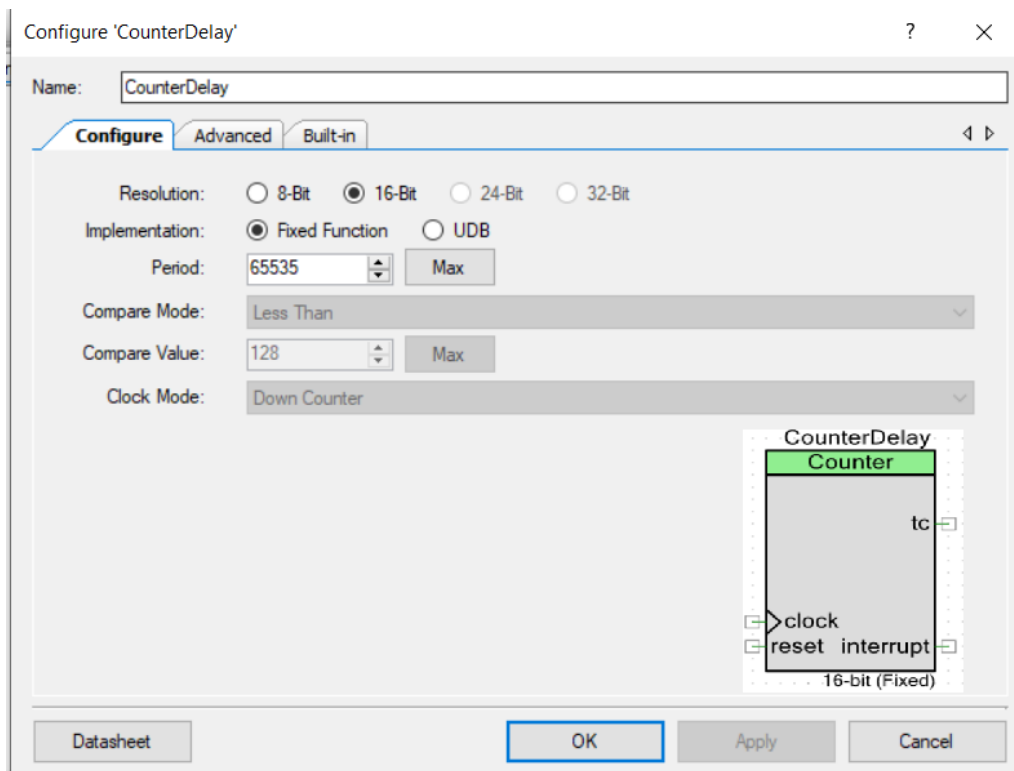 Configure 'CounterDelay' ?
Name: CounterDelay
Configure Advanced Built-in
Resolution: 8-Bit 16-Bit 24-Bit 32-Bit
Implementation: Fixed Function UDB
Period: 65535 Max
Compare Mode: Less Than
Compare Value: 128 Max
Clock Mode: Down Counter
CounterDelay
Counter
tc
clock
reset interrupt
16-bit (Fixed)
Datasheet OK Apply Cancel